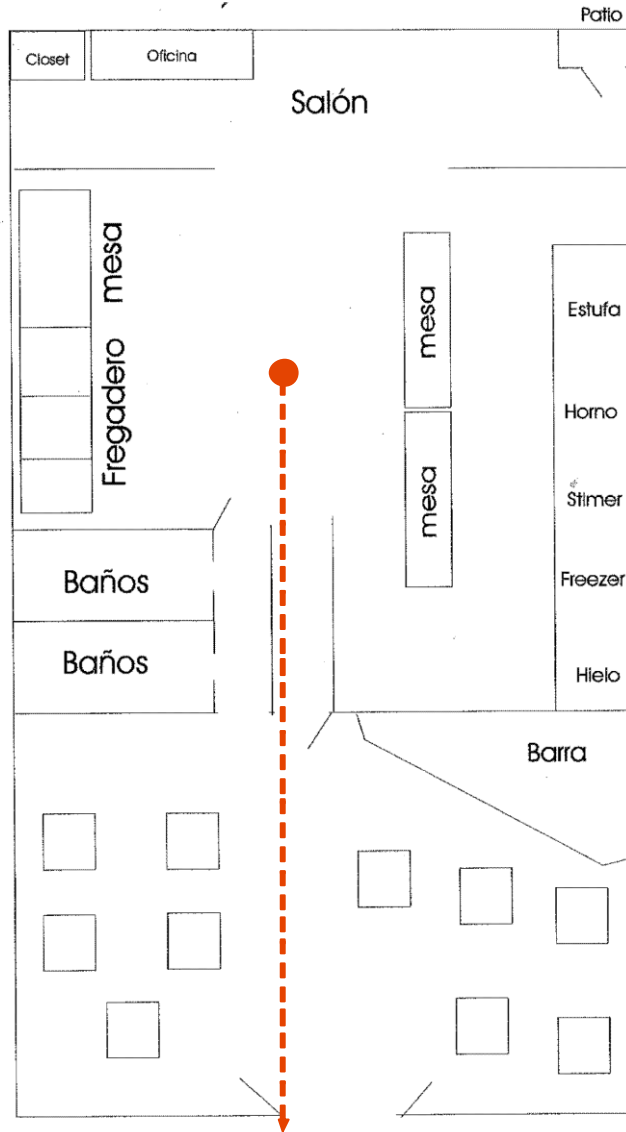 Patio
Closet
Oficina
Salón
mesa
Fregadero
mesa
mesa
Estufa
Horno
Stimer
Freezer
Hielo
Baños
Baños
Barra